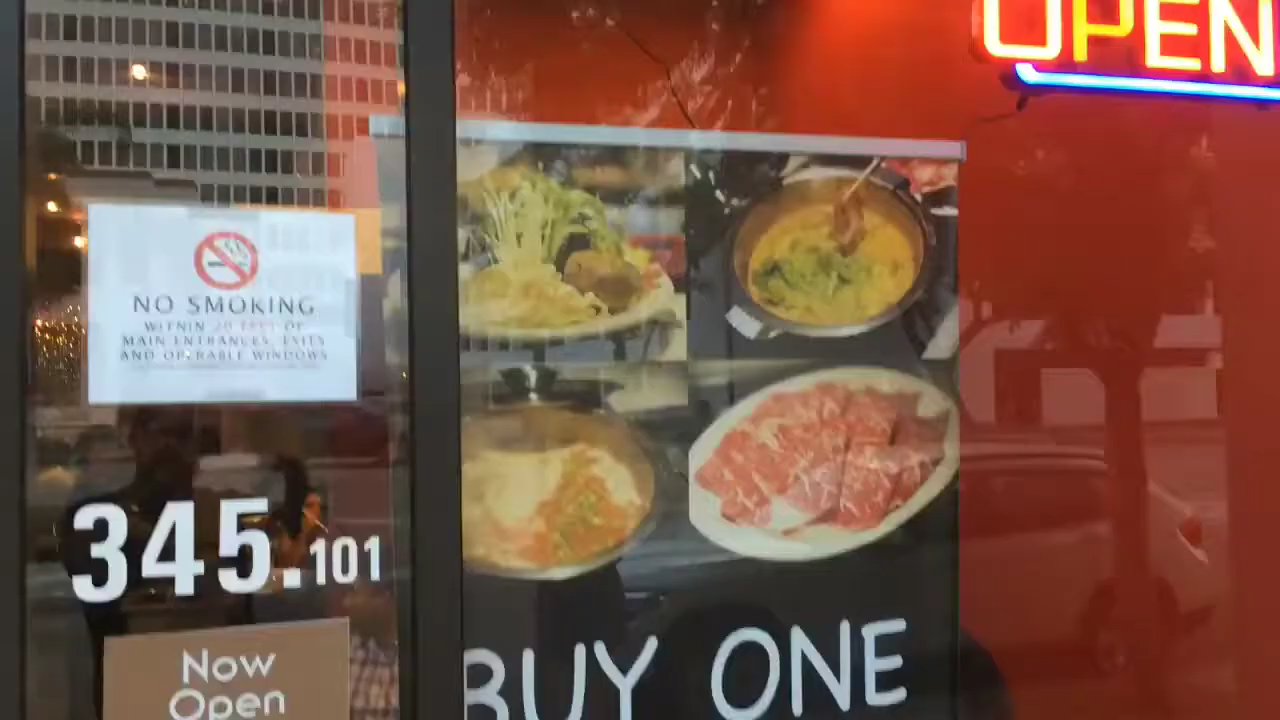 OPEN
NO SMOKING
WITHIN 20 FEET OF
MAIN ENTRANCES, EXITS
AND OPERABLE WINDOWS
345.101
Now
Open
BUY ONE